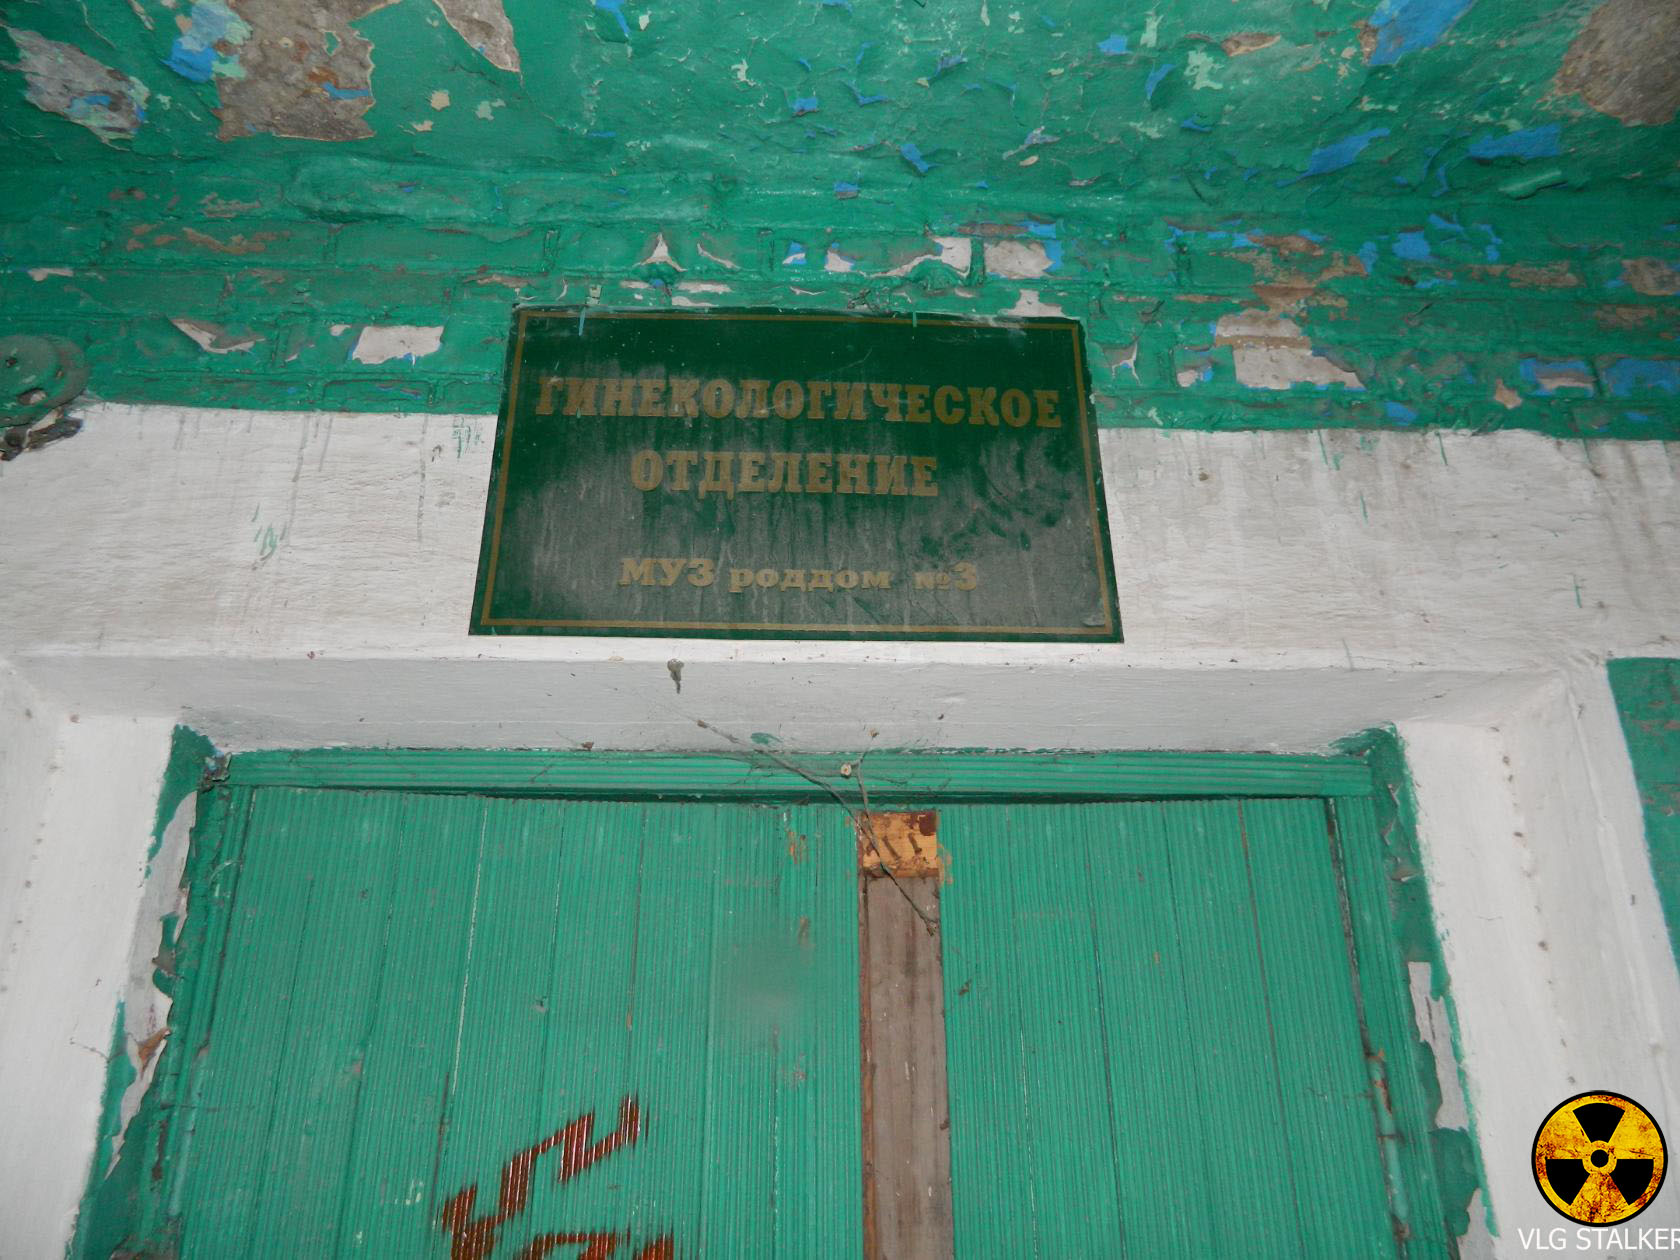 ГИНЕКОЛОГИЧЕСКОЕ
ОТДЕЛЕНИЕ
МУЗ роддом №3
VLG STALKER